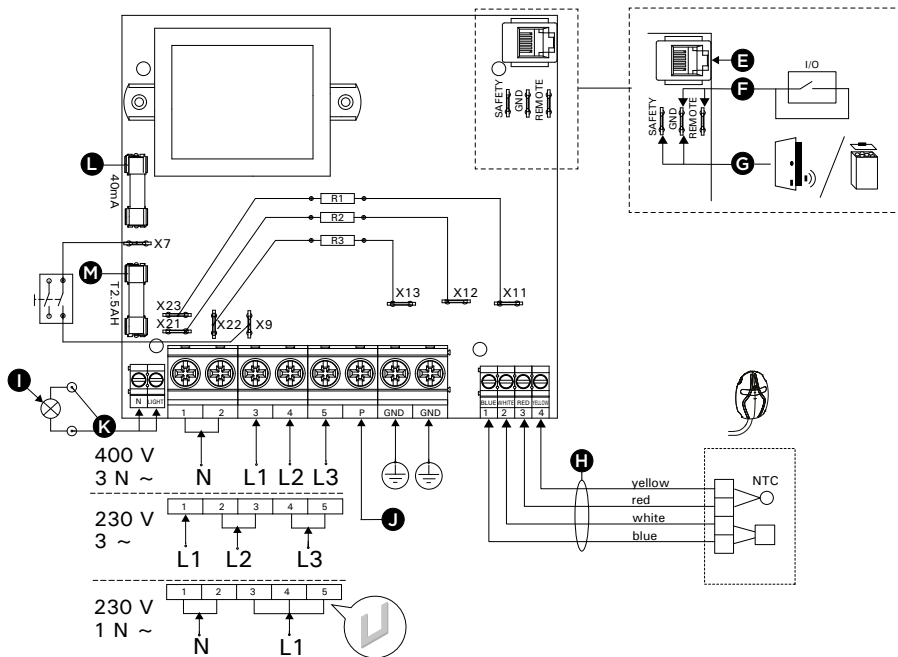 SAFETY
GND
REMOTE
E
I/O
F
SAFETY
GND
REMOTE
G
L
40mA
R1
R2
R3
X7
M
T2.5AH
X23
X21
X22
X9
X13
X12
X11
I
N LIGHT
K
BLUE WHITE RED YELLOW
1 2 3 4 5 P GND GND
1 2 3 4
400 V
3 N ~
N L1 L2 L3
H
yellow
red
white
blue
NTC
J
230 V
3 ~
1 2 3 4 5
L1 L2 L3
230 V
1 N ~
1 2 3 4 5
N L1